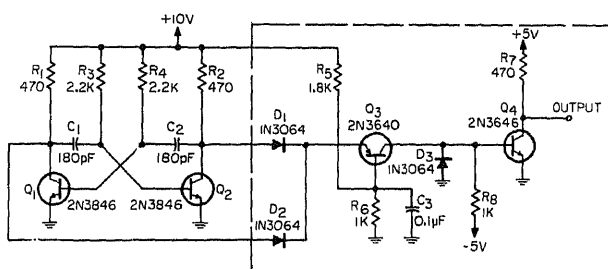 +10V
+5V
R1
470
R3
2.2K
R4
2.2K
R2
470
R5
1.8K
R7
470
C1
180pF
C2
180pF
D1
1N3064
Q3
2N3640
Q4
2N3646
OUTPUT
D3
1N3064
Q1
2N3846
2N3846
Q2
D2
1N3064
R6
1K
C3
0.1µF
R8
1K
-5V